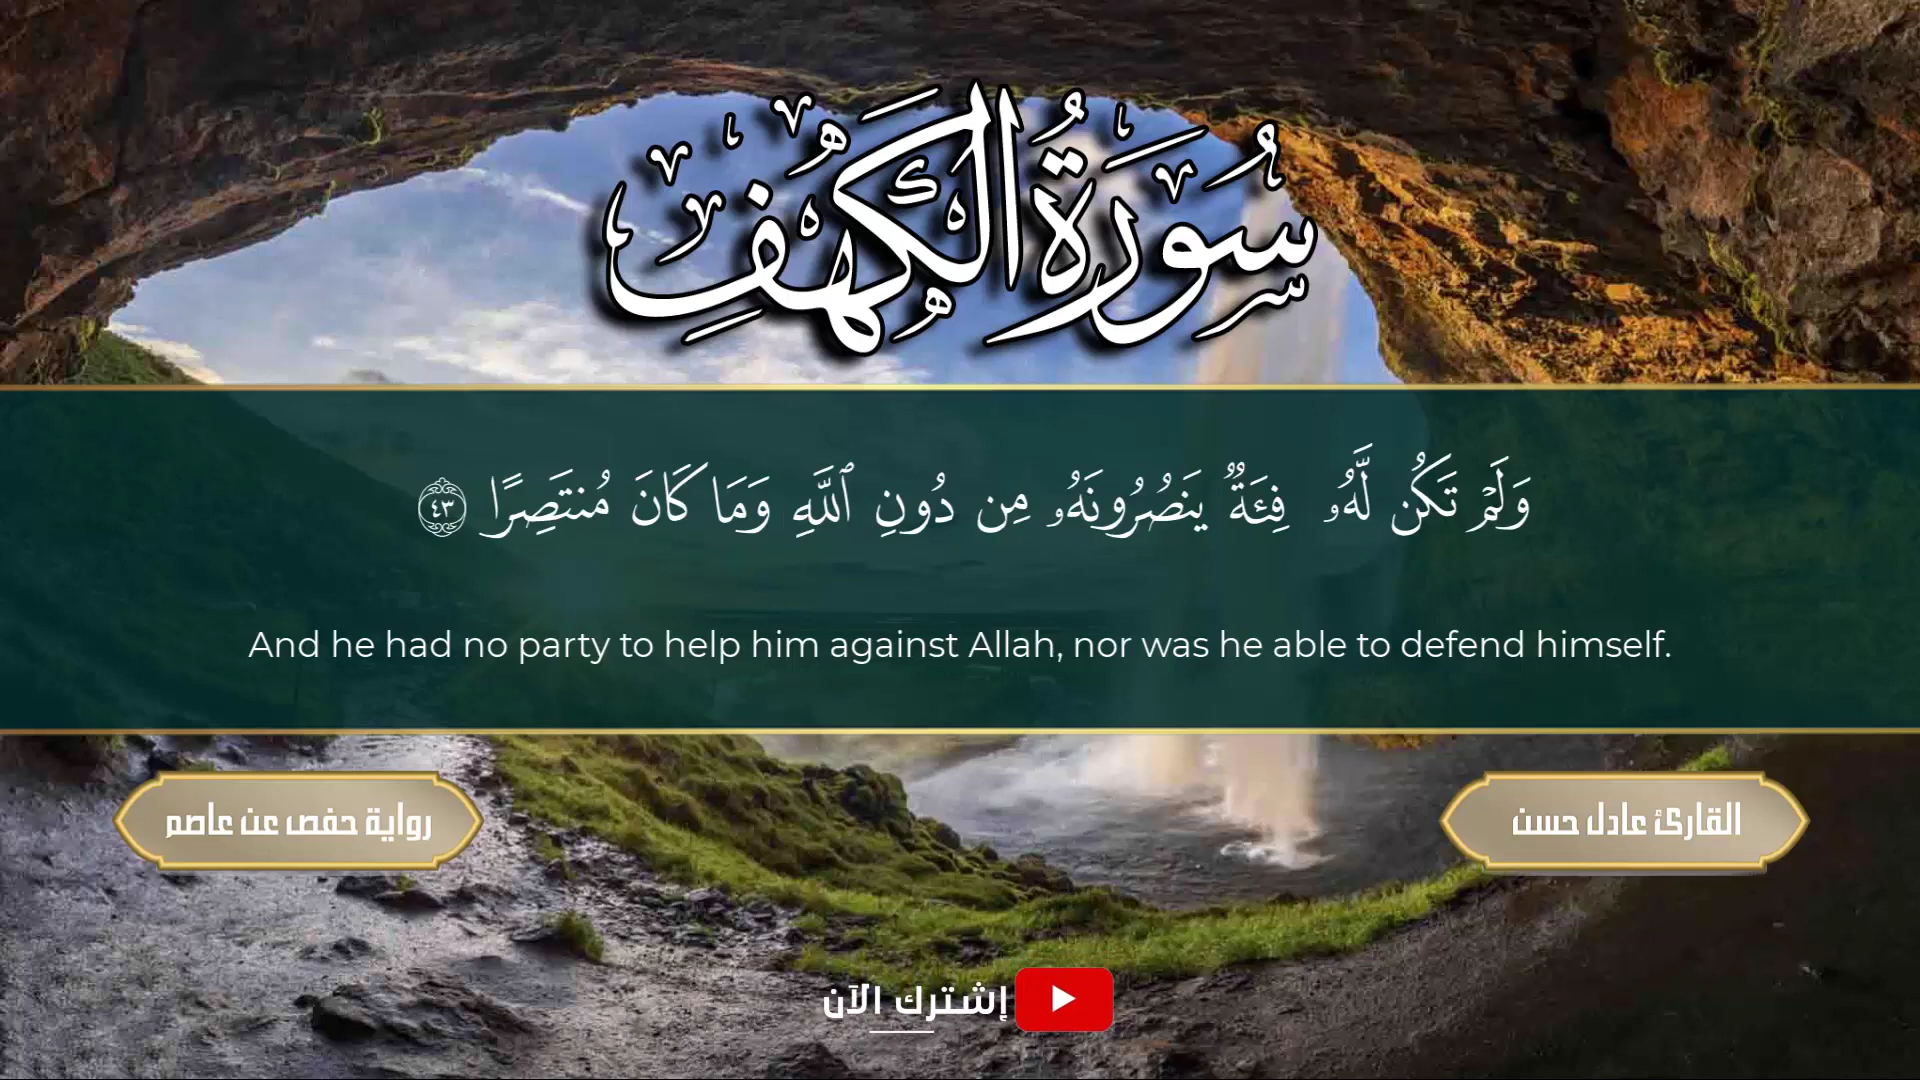 سُورَةُ الكَهْفِ
وَلَمْ تَكُن لَّهُۥ فِئَةٌ يَنصُرُونَهُۥ مِن دُونِ ٱللَّهِ وَمَا كَانَ مُنتَصِرًا ٤٣
And he had no party to help him against Allah, nor was he able to defend himself.
القارئ عادل حسن
رواية حفص عن عاصم
إشترك الآن